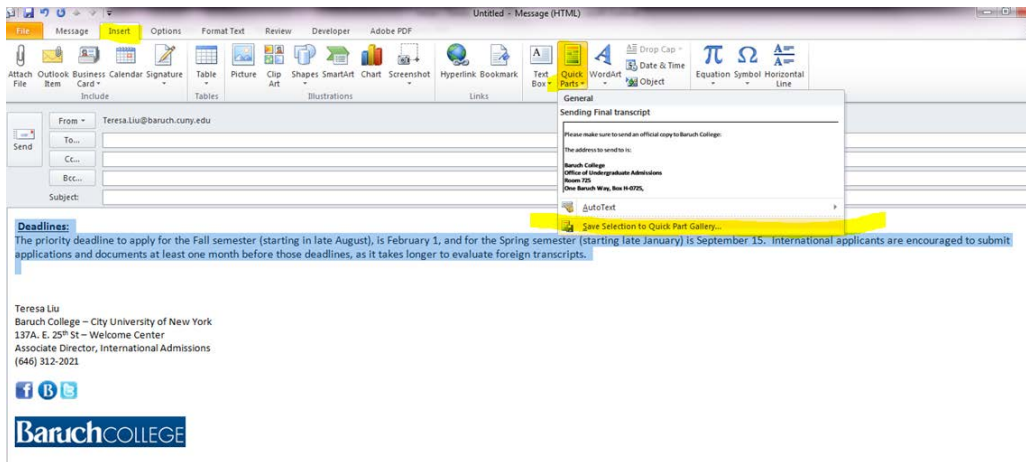 Untitled - Message (HTML)
File Message Insert Options Format Text Review Developer Adobe PDF
Attach File Outlook Item Business Card Calendar Signature Table Picture Clip Art Shapes SmartArt Chart Screenshot Hyperlink Bookmark Text Box Quick Parts WordArt Drop Cap Date & Time Object Equation Symbol Horizontal Line
Include Tables Illustrations Links
General
Sending Final transcript
Please make sure to send an official copy to Baruch College:
The address to send to is:
Baruch College
Office of Undergraduate Admissions
Room 725
One Baruch Way, Box H-0725,
AutoText
Save Selection to Quick Part Gallery...
Send
From Teresa.Liu@baruch.cuny.edu
To...
Cc...
Bcc...
Subject:
Deadlines:
The priority deadline to apply for the Fall semester (starting in late August), is February 1, and for the Spring semester (starting late January) is September 15. International applicants are encouraged to submit
applications and documents at least one month before those deadlines, as it takes longer to evaluate foreign transcripts.
Teresa Liu
Baruch College – City University of New York
137A. E. 25th St – Welcome Center
Associate Director, International Admissions
(646) 312-2021
f B
Baruch COLLEGE